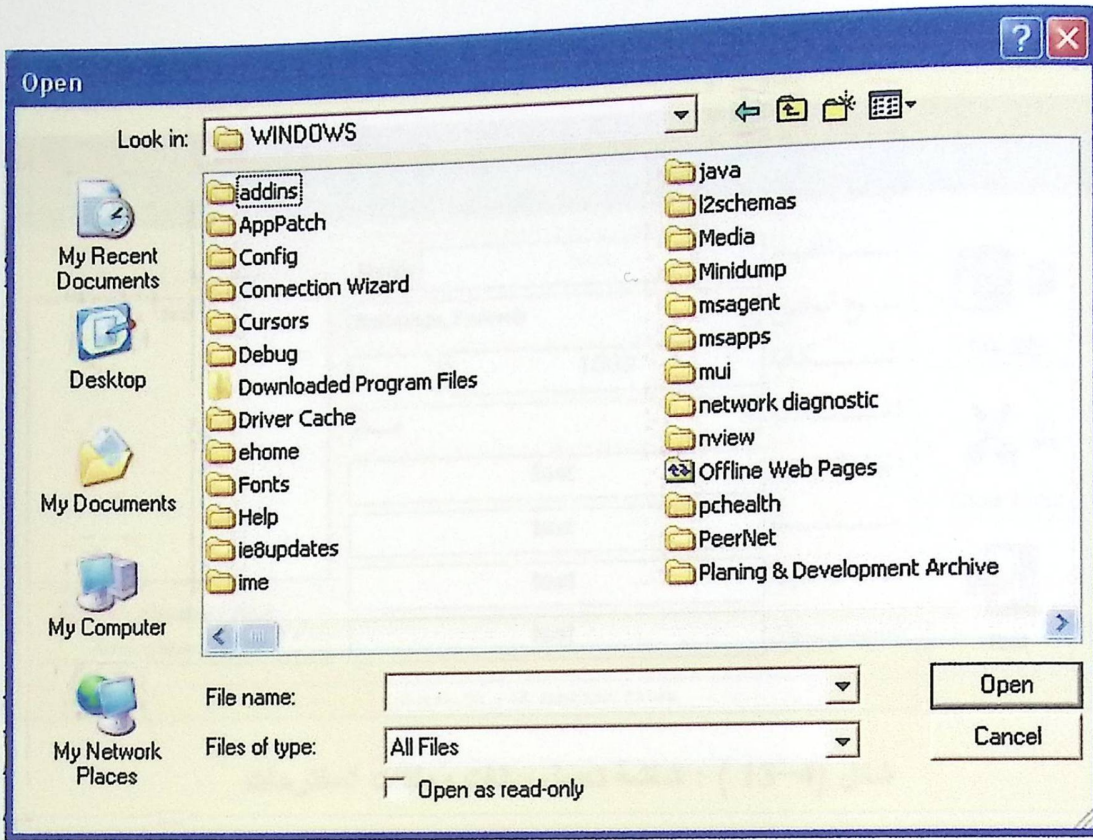 Open
Look in: WINDOWS
My Recent
Documents
Desktop
My Documents
My Computer
My Network
Places
addins
AppPatch
Config
Connection Wizard
Cursors
Debug
Downloaded Program Files
Driver Cache
ehome
Fonts
Help
ie8updates
ime
java
l2schemas
Media
Minidump
msagent
msapps
mui
network diagnostic
nview
Offline Web Pages
pchealth
PeerNet
Planing & Development Archive
File name:
Open
Files of type: All Files
Cancel
Open as read-only